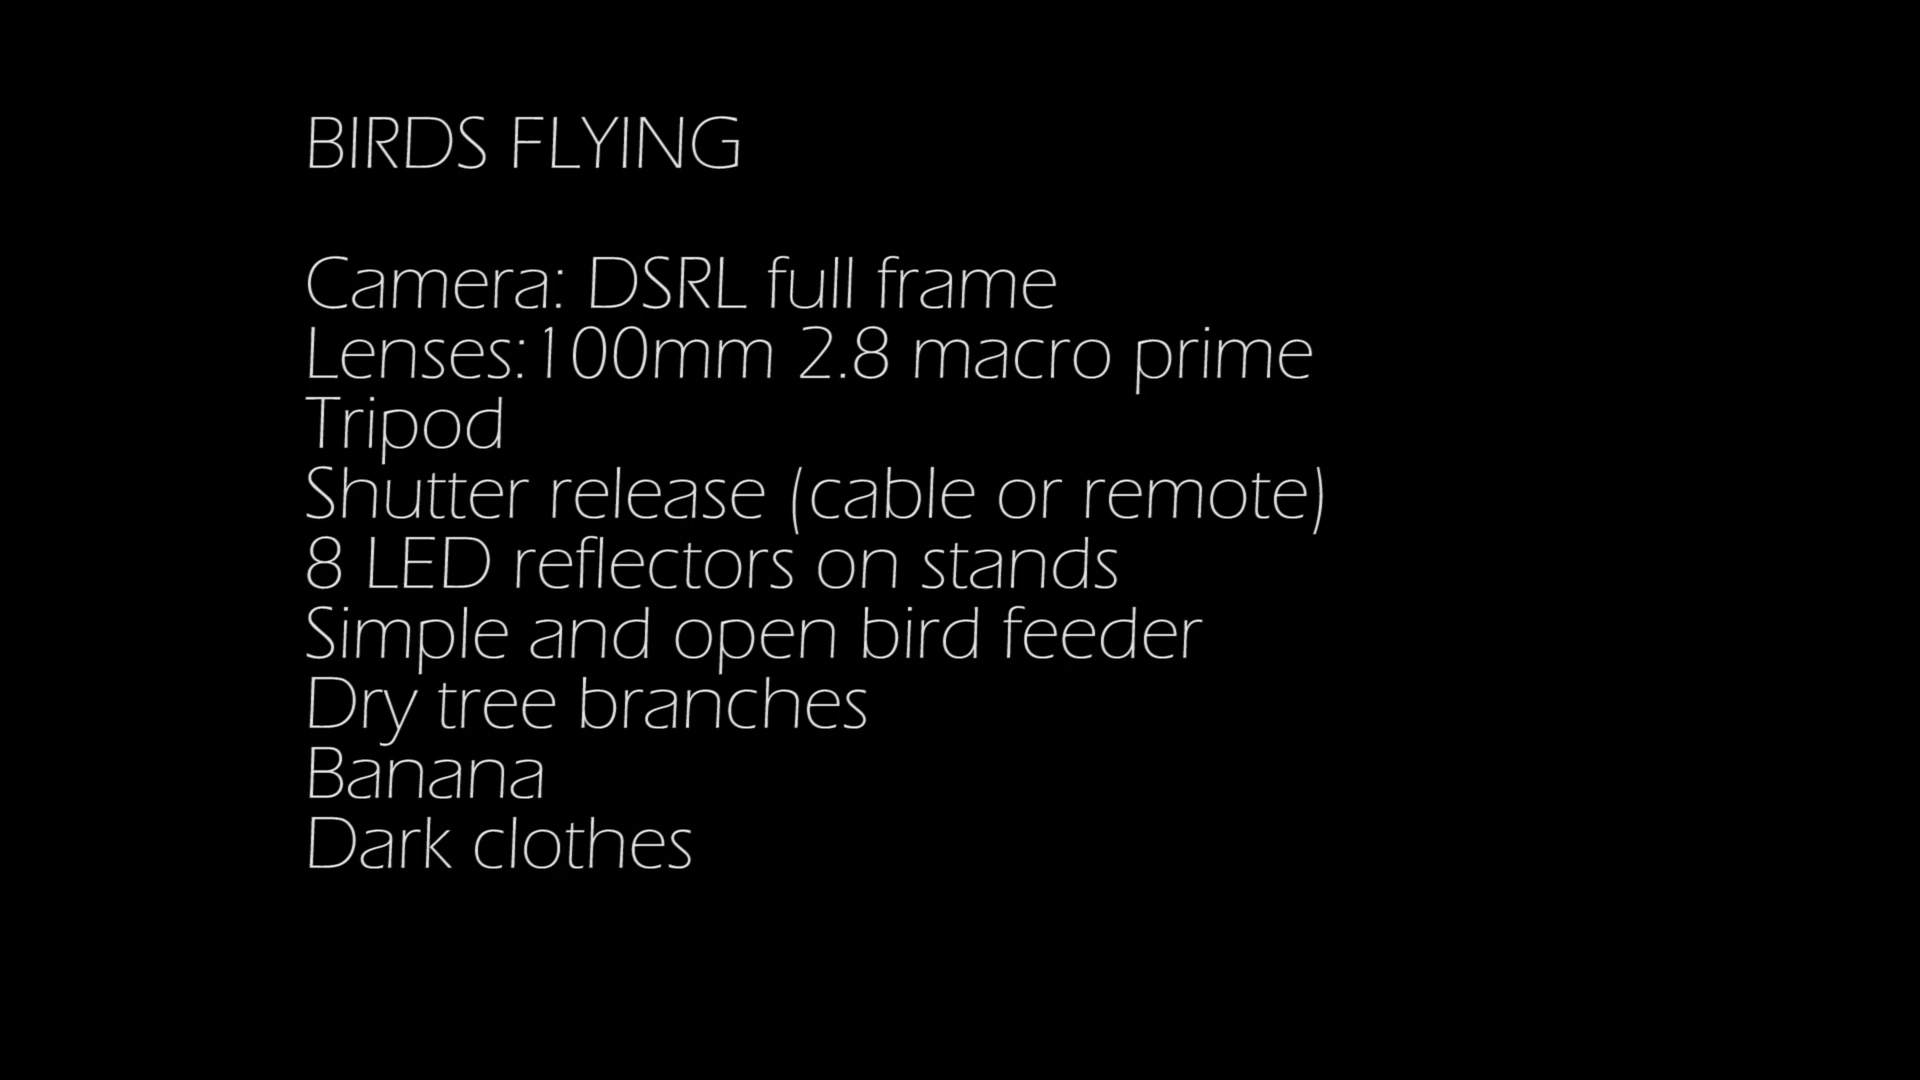 BIRDS FLYING
Camera: DSRL full frame
Lenses:100mm 2.8 macro prime
Tripod
Shutter release (cable or remote)
8 LED reflectors on stands
Simple and open bird feeder
Dry tree branches
Banana
Dark clothes